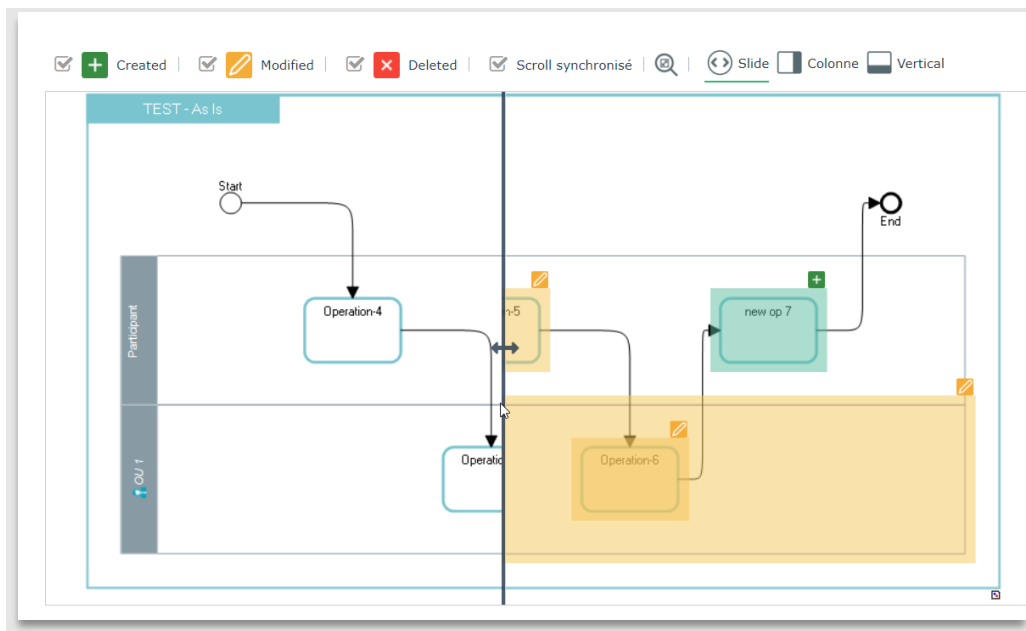 Created | Modified | Deleted | Scroll synchronisé | Slide Colonne Vertical
TEST - As Is
Start
End
Participant
Operation-4
n-5
new op 7
OU 1
Operatic
Operation-6